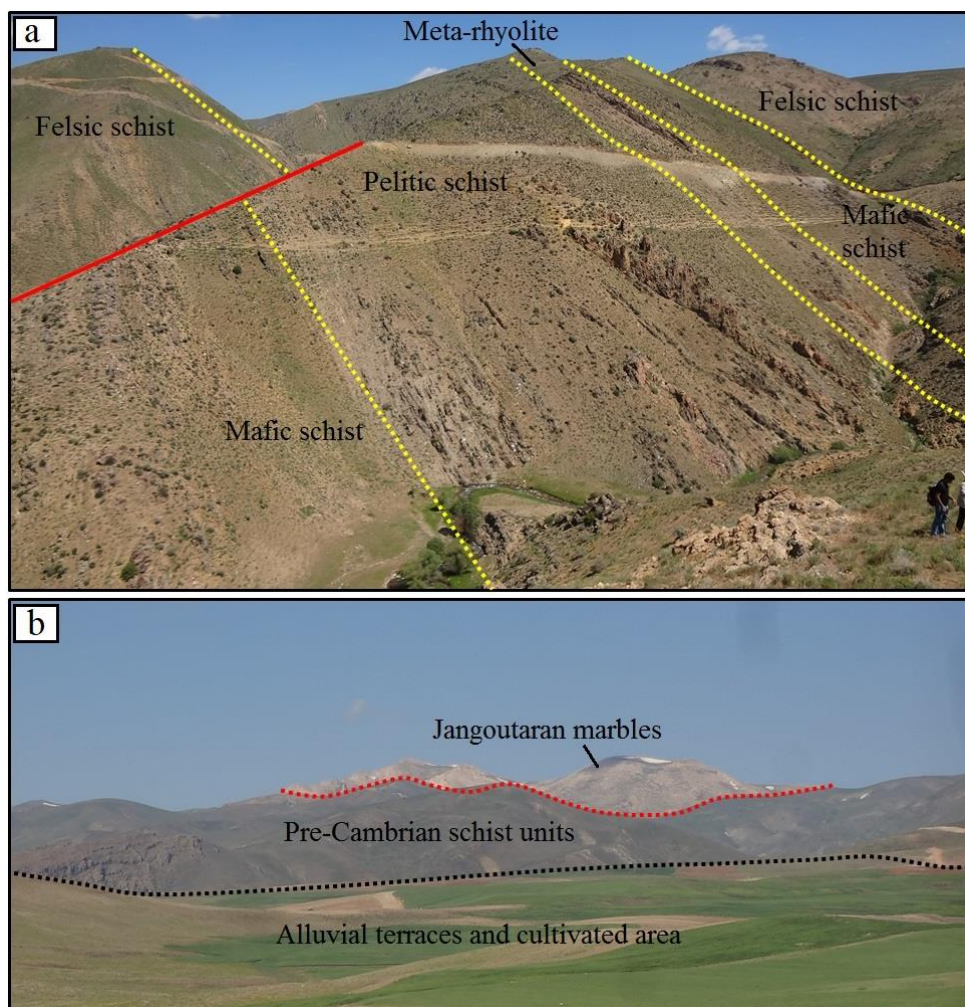 a
Meta-rhyolite
Felsic schist
Felsic schist
Pelitic schist
Mafic
schist
Mafic schist
b
Jangoutaran marbles
Pre-Cambrian schist units
Alluvial terraces and cultivated area